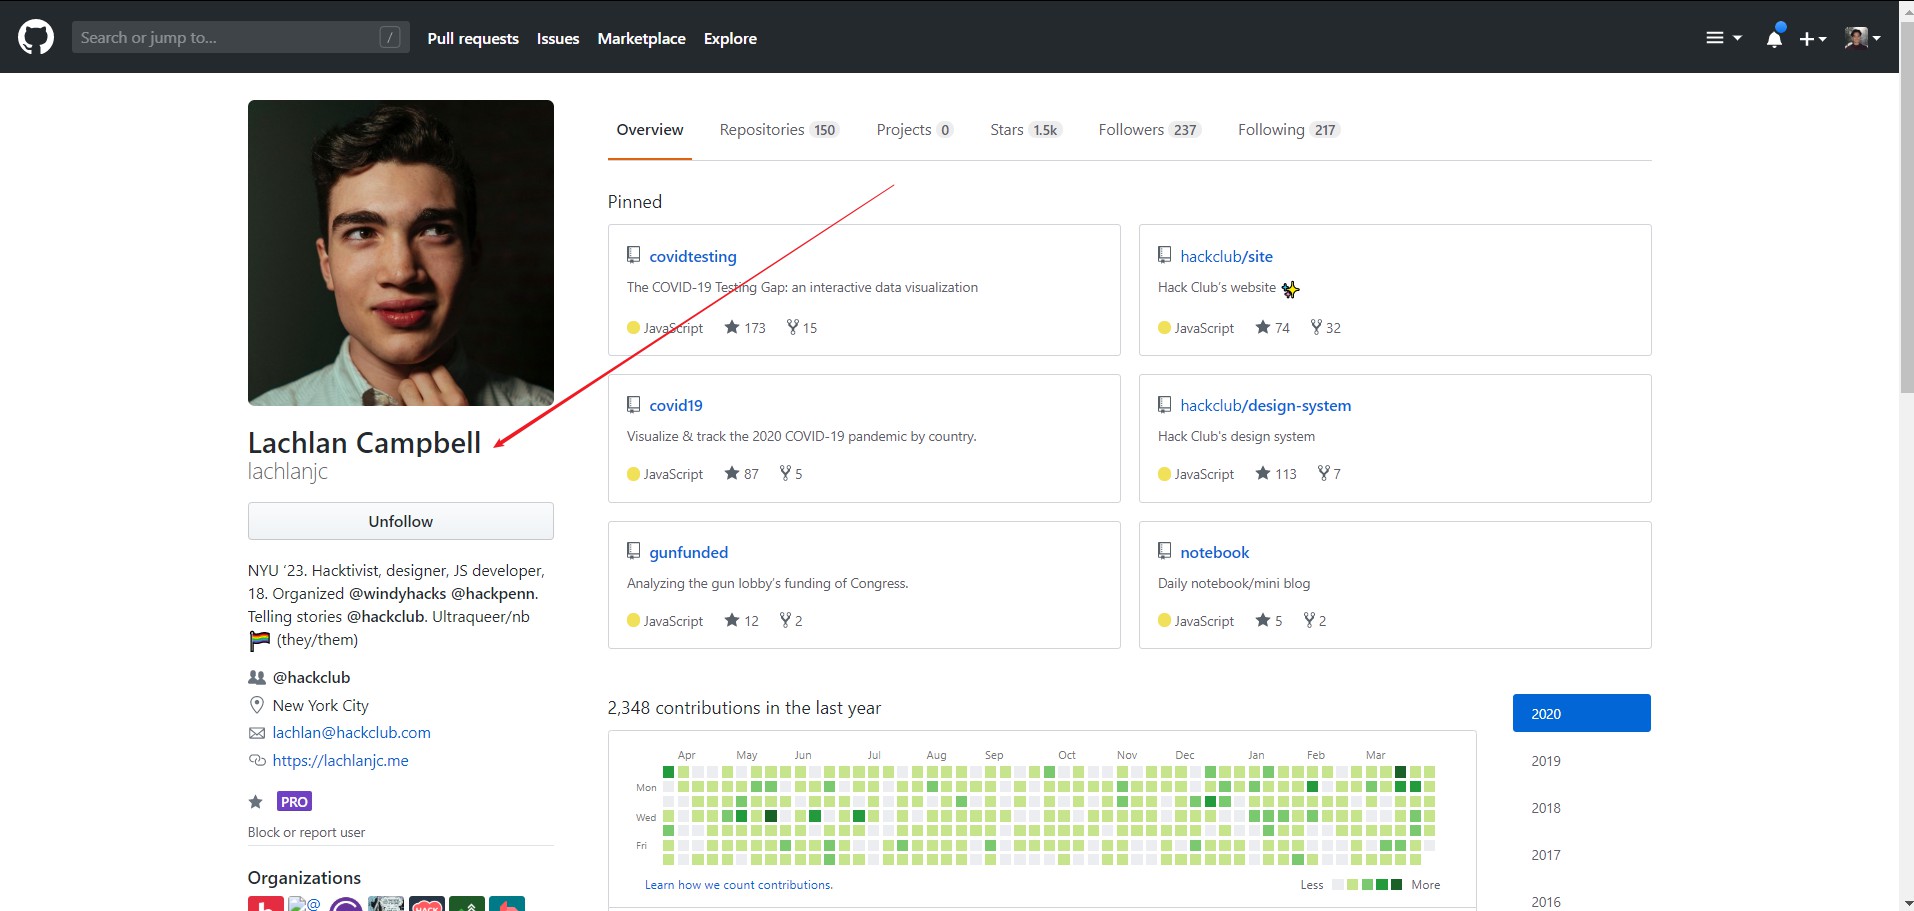 Search or jump to... /
Pull requests Issues Marketplace Explore
Overview Repositories 150 Projects 0 Stars 1.5k Followers 237 Following 217
Lachlan Campbell
lachlanjc
Unfollow
NYU ‘23. Hacktivist, designer, JS developer,
18. Organized @windyhacks @hackpenn.
Telling stories @hackclub. Ultraqueer/nb
🏳️‍🌈 (they/them)
@hackclub
New York City
lachlan@hackclub.com
https://lachlanjc.me
PRO
Block or report user
Organizations
Pinned
covidtesting
The COVID-19 Testing Gap: an interactive data visualization
JavaScript 173 15
hackclub/site
Hack Club’s website ✨
JavaScript 74 32
covid19
Visualize & track the 2020 COVID-19 pandemic by country.
JavaScript 87 5
hackclub/design-system
Hack Club's design system
JavaScript 113 7
gunfunded
Analyzing the gun lobby’s funding of Congress.
JavaScript 12 2
notebook
Daily notebook/mini blog
JavaScript 5 2
2,348 contributions in the last year
Apr May Jun Jul Aug Sep Oct Nov Dec Jan Feb Mar
Mon
Wed
Fri
Learn how we count contributions.
Less More
2020
2019
2018
2017
2016